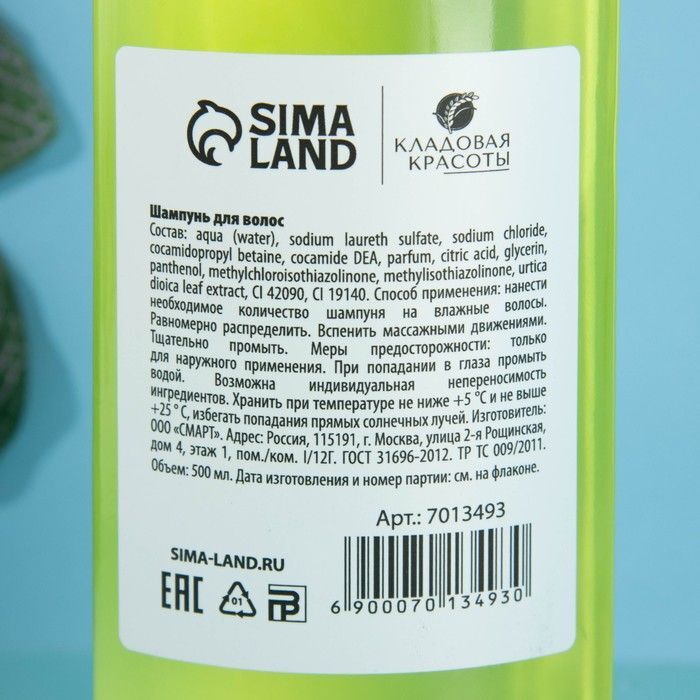 SIMA
LAND
КЛАДОВАЯ
КРАСОТЫ
Шампунь для волос
Состав: aqua (water), sodium laureth sulfate, sodium chloride,
cocamidopropyl betaine, cocamide DEA, parfum, citric acid, glycerin,
panthenol, methylchloroisothiazolinone, methylisothiazolinone, urtica
dioica leaf extract, CI 42090, CI 19140. Способ применения: нанести
необходимое количество шампуня на влажные волосы.
Равномерно распределить. Вспенить массажными движениями.
Тщательно промыть. Меры предосторожности: только
для наружного применения. При попадании в глаза промыть
водой. Возможна индивидуальная непереносимость
ингредиентов. Хранить при температуре не ниже +5 °C и не выше
+25 ° C, избегать попадания прямых солнечных лучей. Изготовитель:
ООО «СМАРТ». Адрес: Россия, 115191, г. Москва, улица 2-я Рощинская,
дом 4, этаж 1, пом./ком. I/12Г. ГОСТ 31696-2012. ТР ТС 009/2011.
Объем: 500 мл. Дата изготовления и номер партии: см. на флаконе.
Арт.: 7013493
SIMA-LAND.RU
EAC
01
6 900070 134930